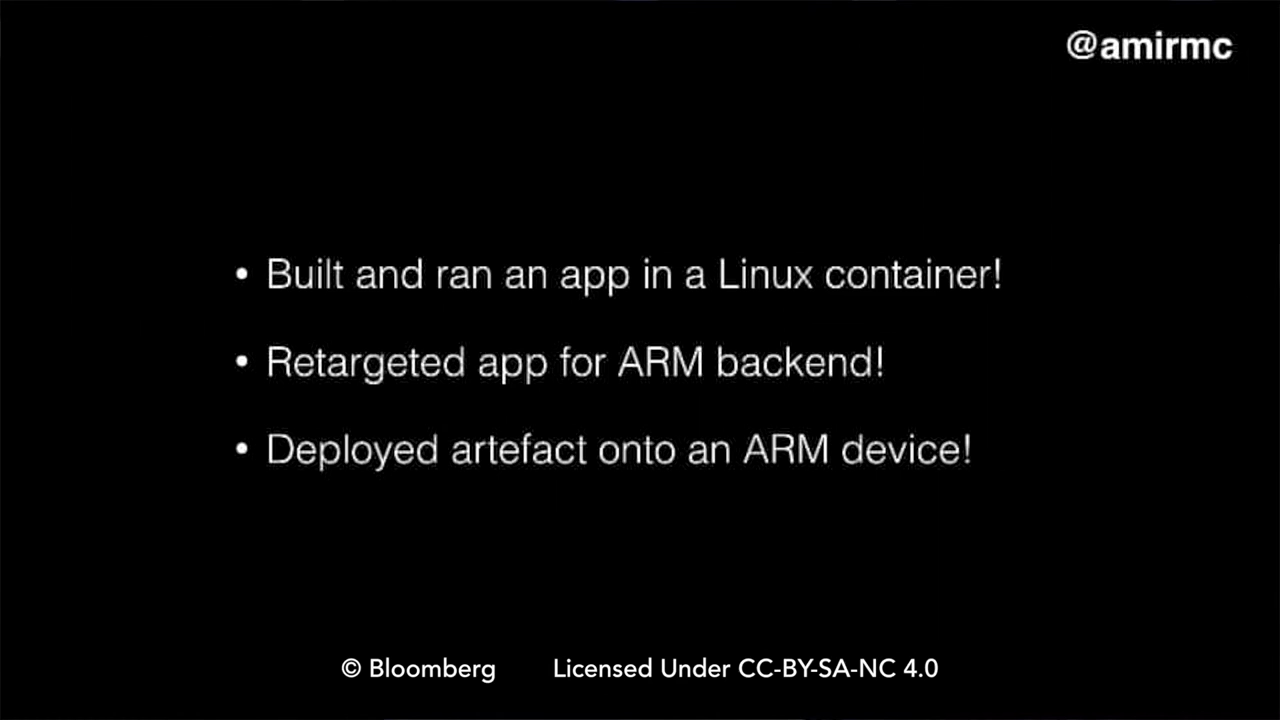 @amirmc
• Built and ran an app in a Linux container!
• Retargeted app for ARM backend!
• Deployed artefact onto an ARM device!
© Bloomberg Licensed Under CC-BY-SA-NC 4.0